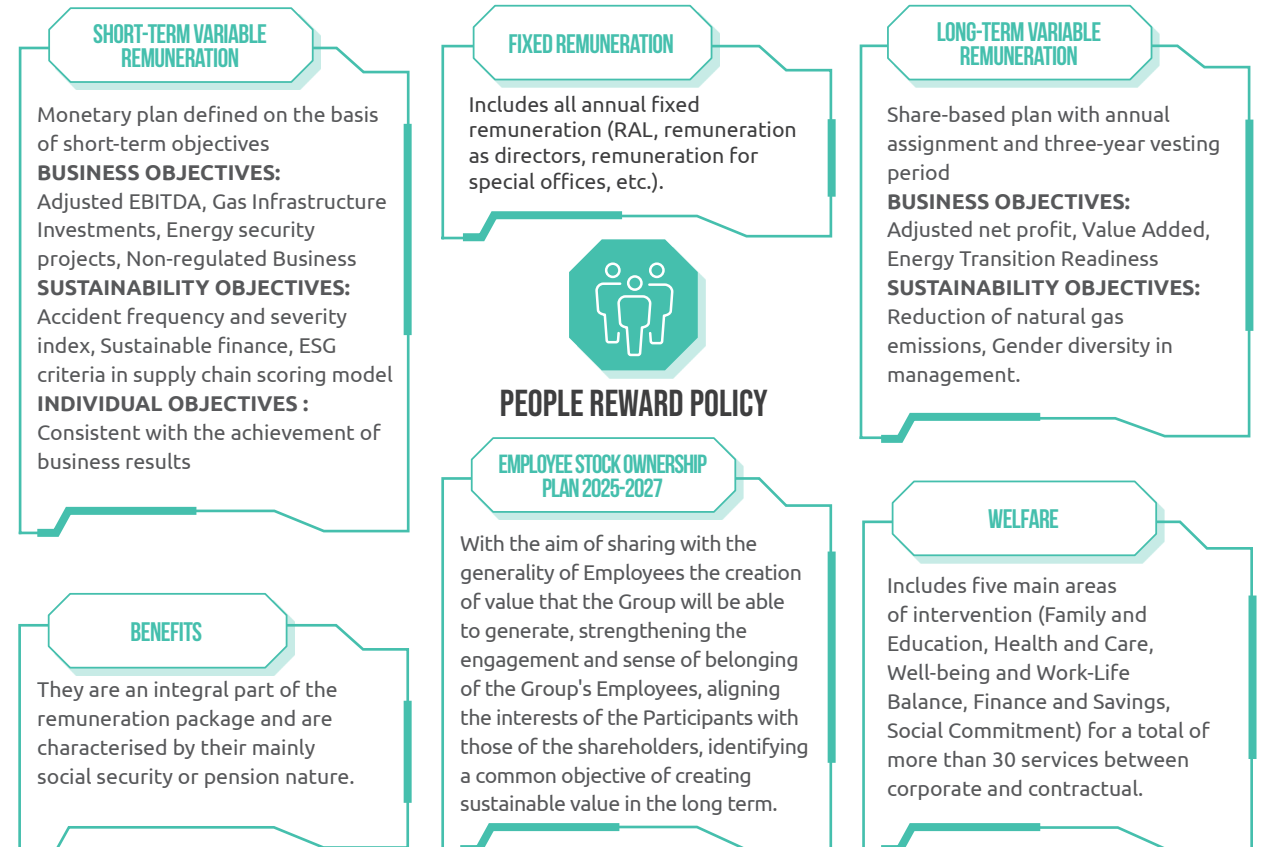 SHORT-TERM VARIABLE
REMUNERATION
Monetary plan defined on the basis
of short-term objectives
BUSINESS OBJECTIVES:
Adjusted EBITDA, Gas Infrastructure
Investments, Energy security
projects, Non-regulated Business
SUSTAINABILITY OBJECTIVES:
Accident frequency and severity
index, Sustainable finance, ESG
criteria in supply chain scoring model
INDIVIDUAL OBJECTIVES :
Consistent with the achievement of
business results
FIXED REMUNERATION
Includes all annual fixed
remuneration (RAL, remuneration
as directors, remuneration for
special offices, etc.).
LONG-TERM VARIABLE
REMUNERATION
Share-based plan with annual
assignment and three-year vesting
period
BUSINESS OBJECTIVES:
Adjusted net profit, Value Added,
Energy Transition Readiness
SUSTAINABILITY OBJECTIVES:
Reduction of natural gas
emissions, Gender diversity in
management.
PEOPLE REWARD POLICY
BENEFITS
They are an integral part of the
remuneration package and are
characterised by their mainly
social security or pension nature.
EMPLOYEE STOCK OWNERSHIP
PLAN 2025-2027
With the aim of sharing with the
generality of Employees the creation
of value that the Group will be able
to generate, strengthening the
engagement and sense of belonging
of the Group's Employees, aligning
the interests of the Participants with
those of the shareholders, identifying
a common objective of creating
sustainable value in the long term.
WELFARE
Includes five main areas
of intervention (Family and
Education, Health and Care,
Well-being and Work-Life
Balance, Finance and Savings,
Social Commitment) for a total of
more than 30 services between
corporate and contractual.